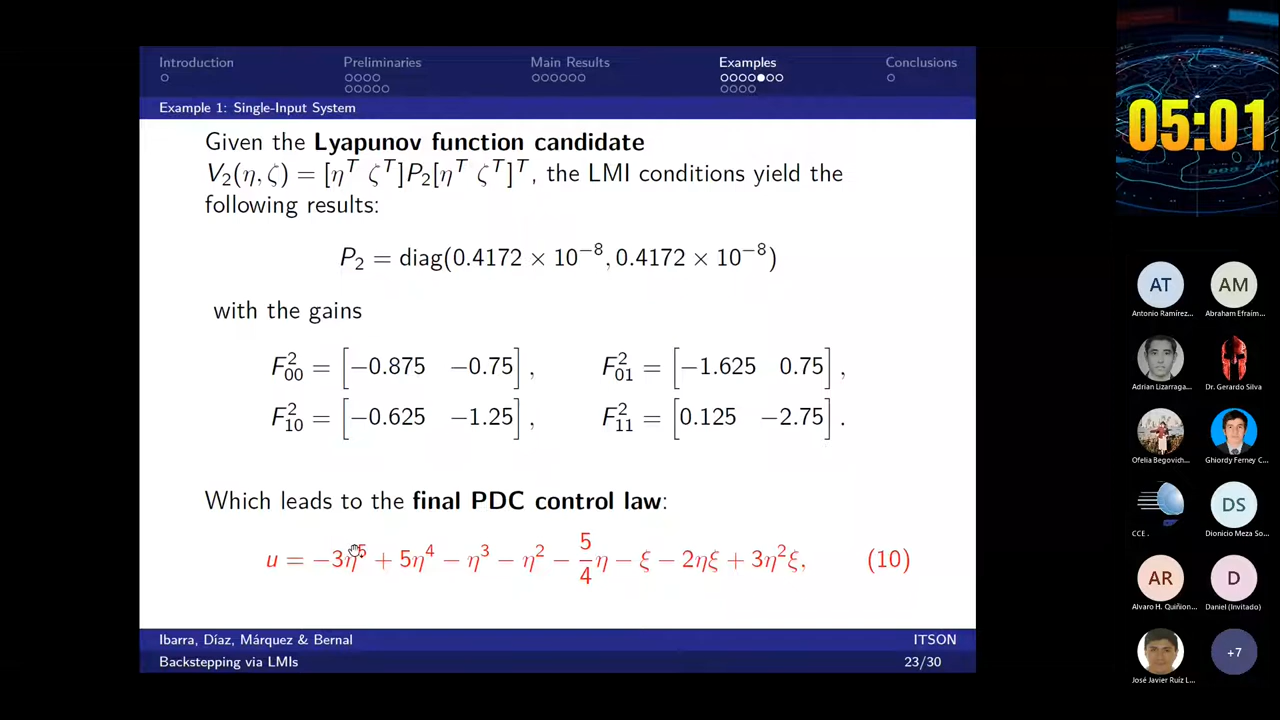 Introduction
Preliminaries
Main Results
Examples
Conclusions
Example 1: Single-Input System
Given the Lyapunov function candidate
V₂(η, ζ) = [ηᵀ ζᵀ]P₂[ηᵀ ζᵀ]ᵀ, the LMI conditions yield the
following results:
P₂ = diag(0.4172 × 10⁻⁸, 0.4172 × 10⁻⁸)
with the gains
F²₀₀ = [−0.875 −0.75], F²₀₁ = [−1.625 0.75],
F²₁₀ = [−0.625 −1.25], F²₁₁ = [0.125 −2.75].
Which leads to the final PDC control law:
u = −3η⁵ + 5η⁴ − η³ − η² − 5/4 η − ξ − 2ηξ + 3η²ξ, (10)
Ibarra, Díaz, Márquez & Bernal ITSON
Backstepping via LMIs 23/30
05:01
AT AM
Antonio Ramírez... Abraham Efraím...
Adrian Lizarraga... Dr. Gerardo Silva
Ofelia Begovich... Ghiordy Ferney C...
DS
CCE . Dionicio Meza So...
AR D
Alvaro H. Quiñon... Daniel (Invitado)
+7
José Javier Ruíz L...